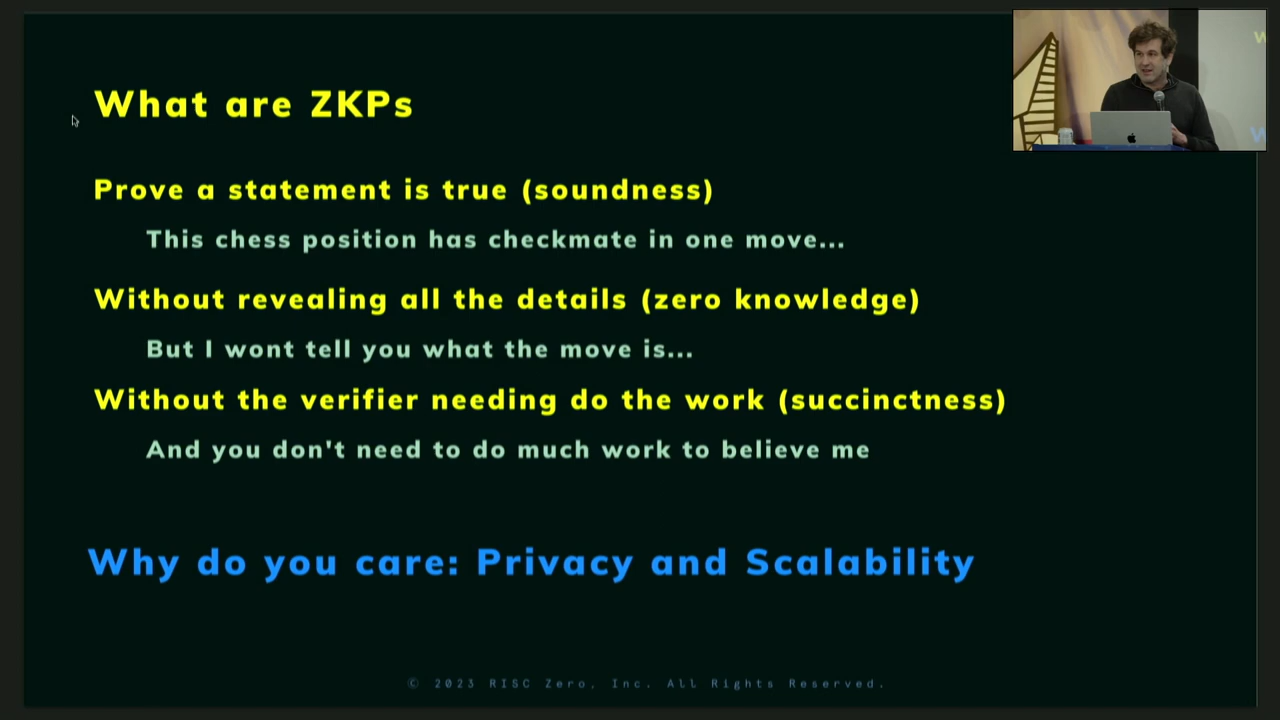 What are ZKPs
Prove a statement is true (soundness)
This chess position has checkmate in one move...
Without revealing all the details (zero knowledge)
But I wont tell you what the move is...
Without the verifier needing do the work (succinctness)
And you don't need to do much work to believe me
Why do you care: Privacy and Scalability
© 2023 RISC Zero, Inc. All Rights Reserved.